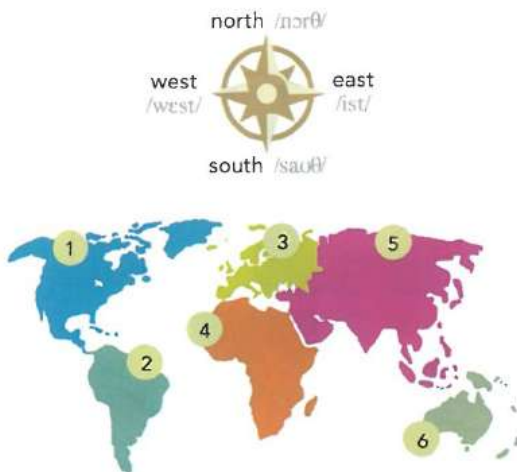 north /nɔrθ/
west east
/wɛst/ /ist/
south /saʊθ/
1 3 5
4
2
6